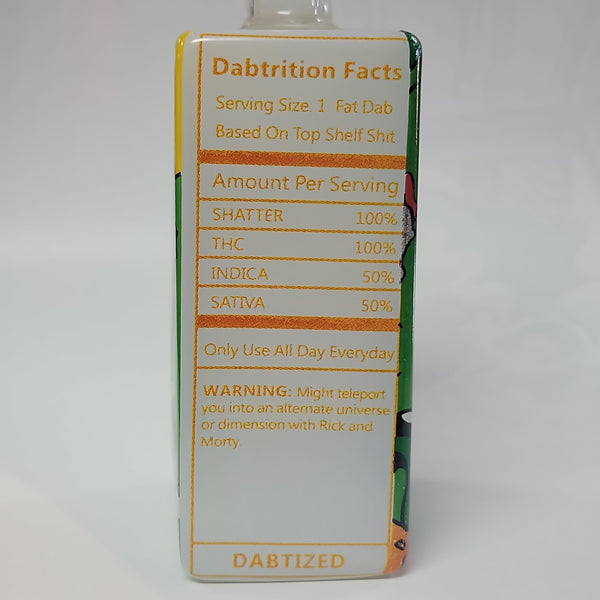 Dabtrition Facts
Serving Size. 1 Fat Dab
Based On Top Shelf Shit
Amount Per Serving
SHATTER 100%
THC 100%
INDICA 50%
SATIVA 50%
Only Use All Day Everyday
WARNING: Might teleport
you into an alternate universe
or dimension with Rick and
Morty.
DABTIZED